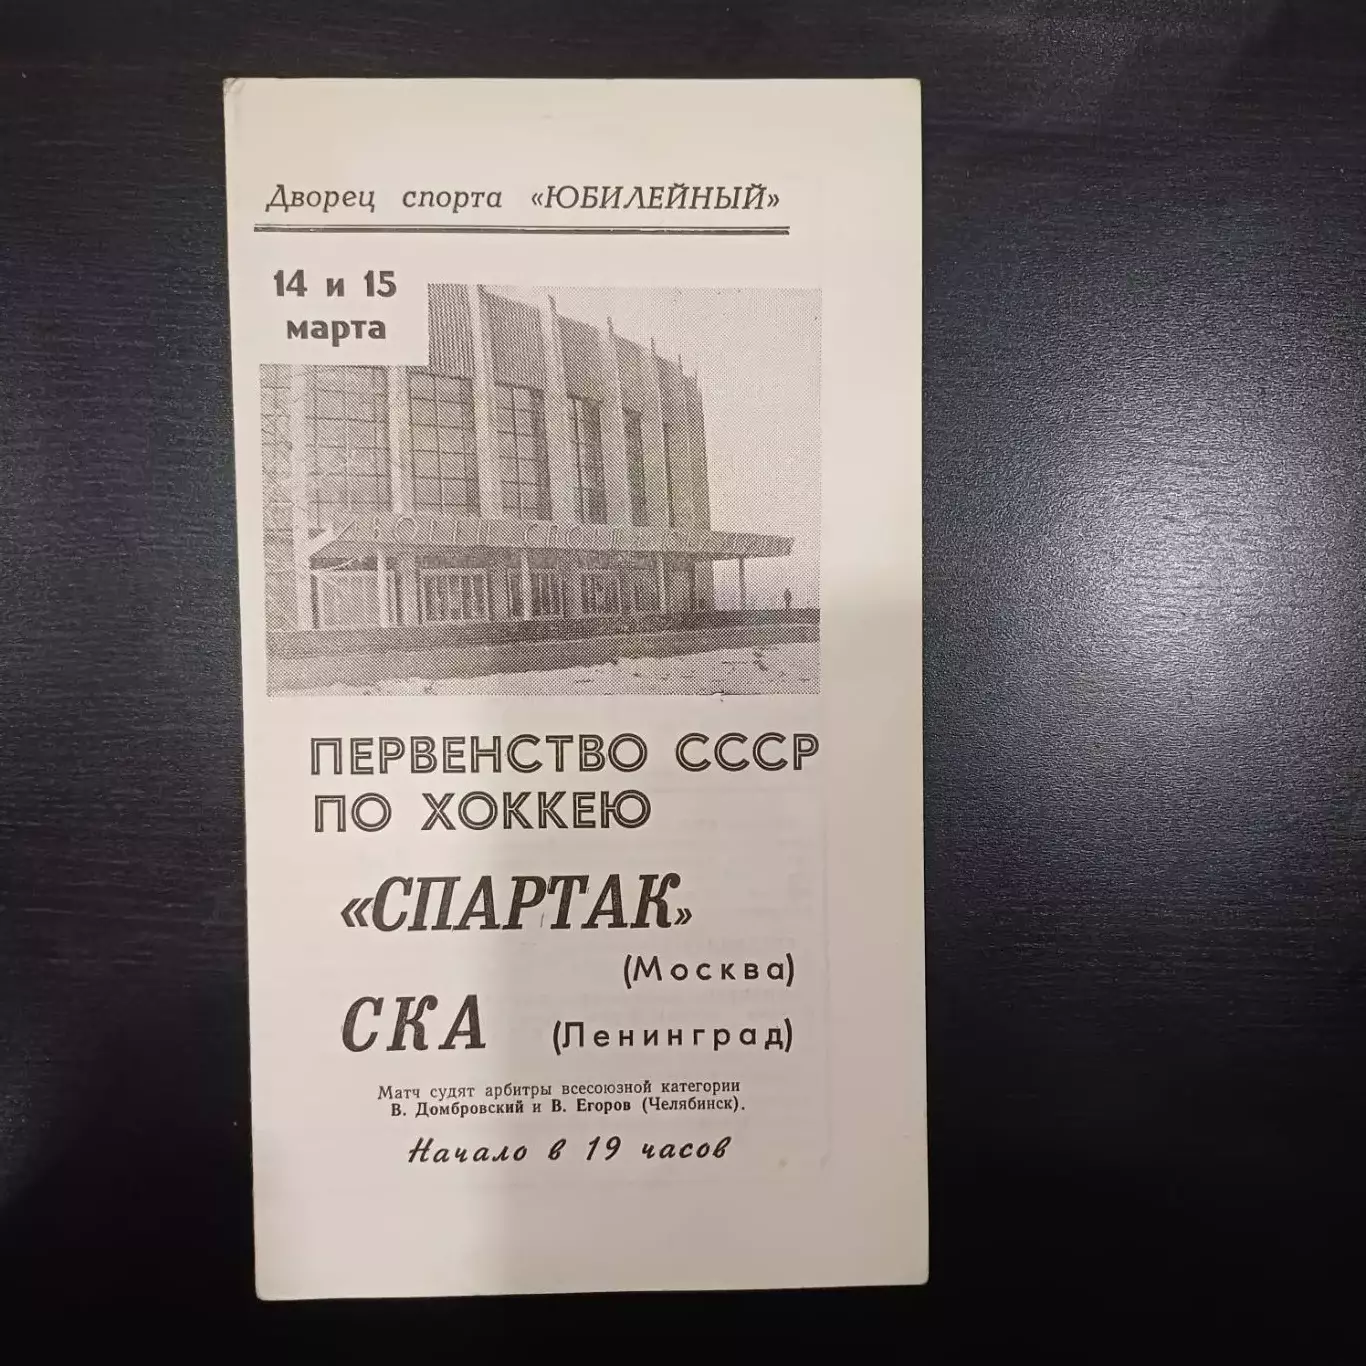 Дворец спорта «ЮБИЛЕЙНЫЙ»
14 и 15
марта
ПЕРВЕНСТВО СССР
ПО ХОККЕЮ
«СПАРТАК»
(Москва)
СКА (Ленинград)
Матч судят арбитры всесоюзной категории
В. Домбровский и В. Егоров (Челябинск).
Начало в 19 часов